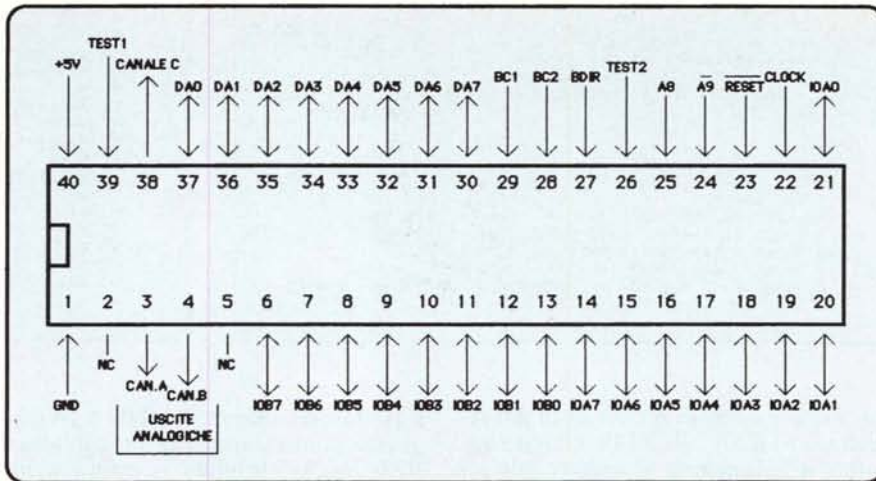 +5V TEST1 CANALE C DA0 DA1 DA2 DA3 DA4 DA5 DA6 DA7 BC1 BC2 BDIR TEST2 A8 A̅9̅ R̅E̅S̅E̅T̅ CLOCK IOA0
40 39 38 37 36 35 34 33 32 31 30 29 28 27 26 25 24 23 22 21
1 2 3 4 5 6 7 8 9 10 11 12 13 14 15 16 17 18 19 20
GND NC CAN.A CAN.B NC IOB7 IOB6 IOB5 IOB4 IOB3 IOB2 IOB1 IOB0 IOA7 IOA6 IOA5 IOA4 IOA3 IOA2 IOA1
USCITE
ANALOGICHE